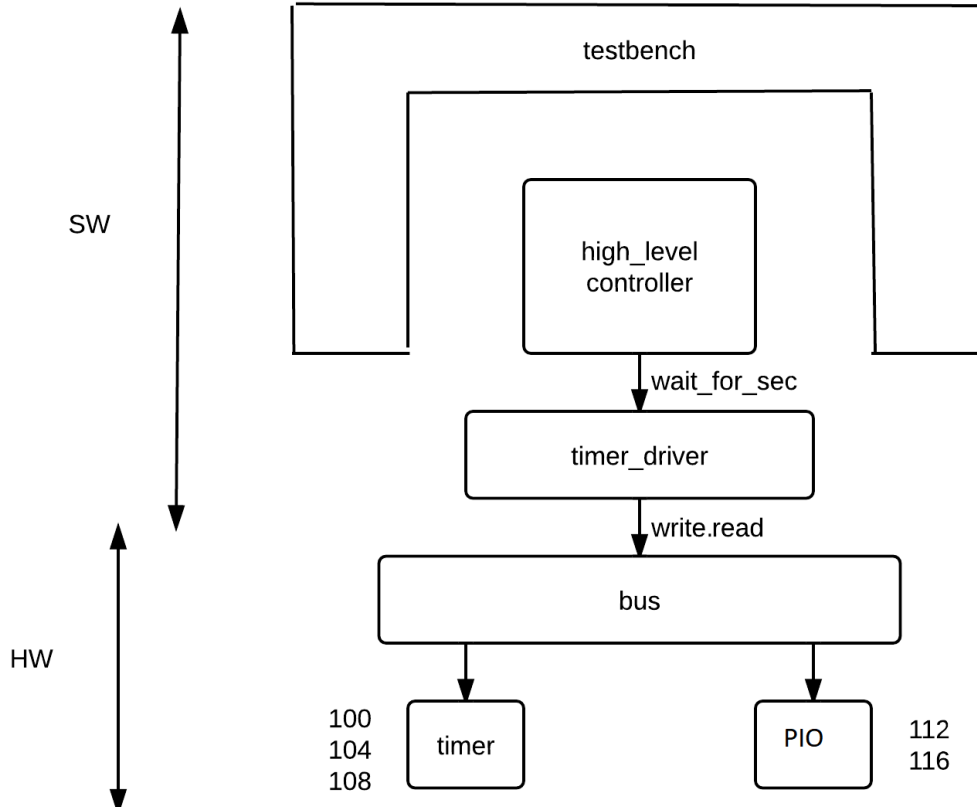 testbench
SW
high_level
controller
wait_for_sec
timer_driver
write.read
bus
HW
100
104
108
timer
PIO
112
116